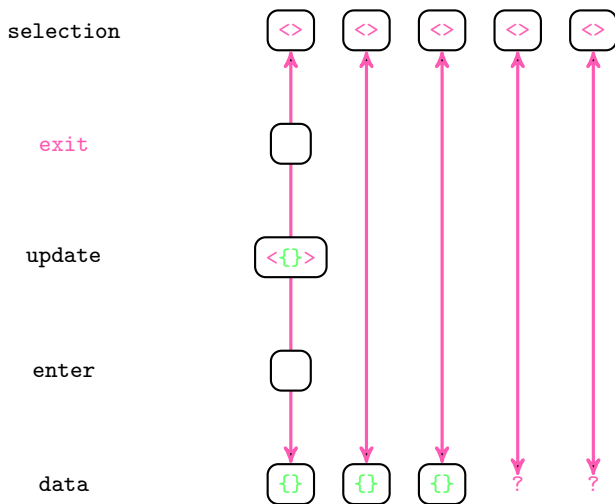 selection <> <> <> <> <>
exit
update <{}>
enter
data {} {} {} ? ?